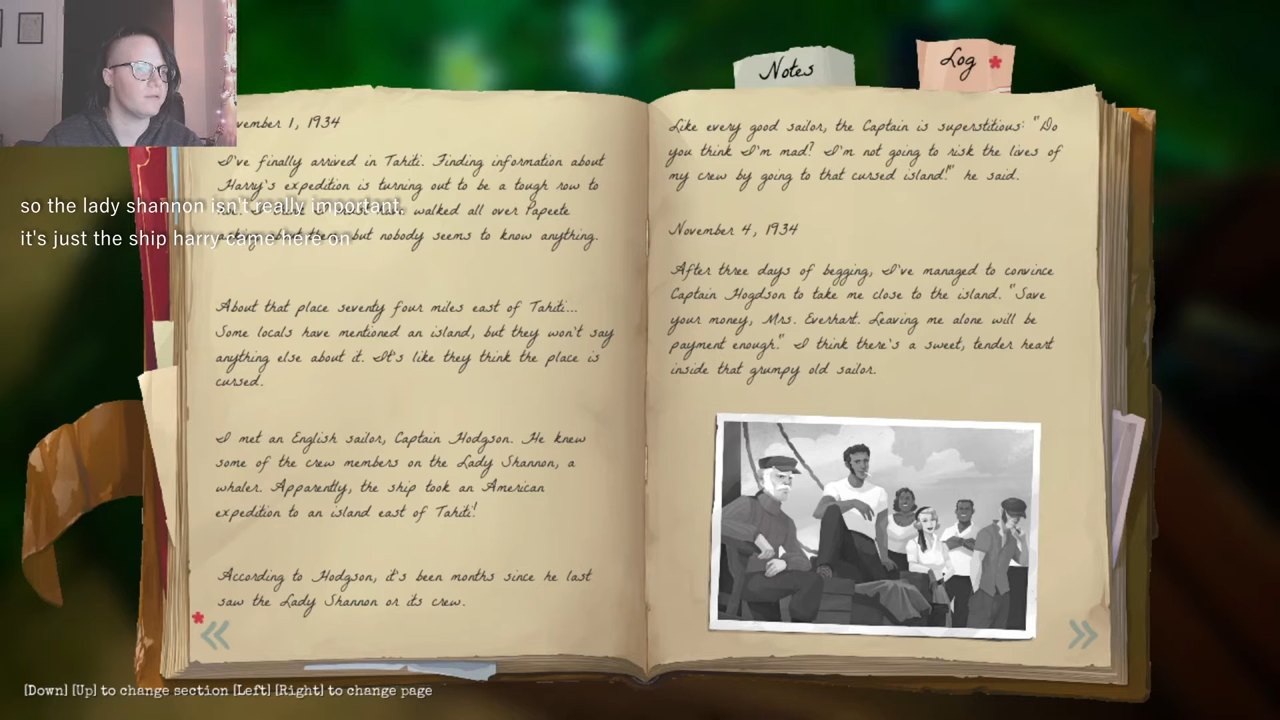 Notes
Log
vember 1, 1934
I've finally arrived in Tahiti. Finding information about
Harry's expedition is turning out to be a tough row to
walked all over Papeete
but nobody seems to know anything.
About that place seventy four miles east of Tahiti...
Some locals have mentioned an island, but they won't say
anything else about it. It's like they think the place is
cursed.
I met an English sailor, Captain Hodgson. He knew
some of the crew members on the Lady Shannon, a
whaler. Apparently, the ship took an American
expedition to an island east of Tahiti!
According to Hodgson, it's been months since he last
saw the Lady Shannon or its crew.
Like every good sailor, the Captain is superstitious: "Do
you think I'm mad? I'm not going to risk the lives of
my crew by going to that cursed island!" he said.
November 4, 1934
After three days of begging, I've managed to convince
Captain Hogdson to take me close to the island. "Save
your money, Mrs. Everhart. Leaving me alone will be
payment enough." I think there's a sweet, tender heart
inside that grumpy old sailor.
so the lady shannon isn't really important.
it's just the ship harry came here on
[Down] [Up] to change section [Left] [Right] to change page